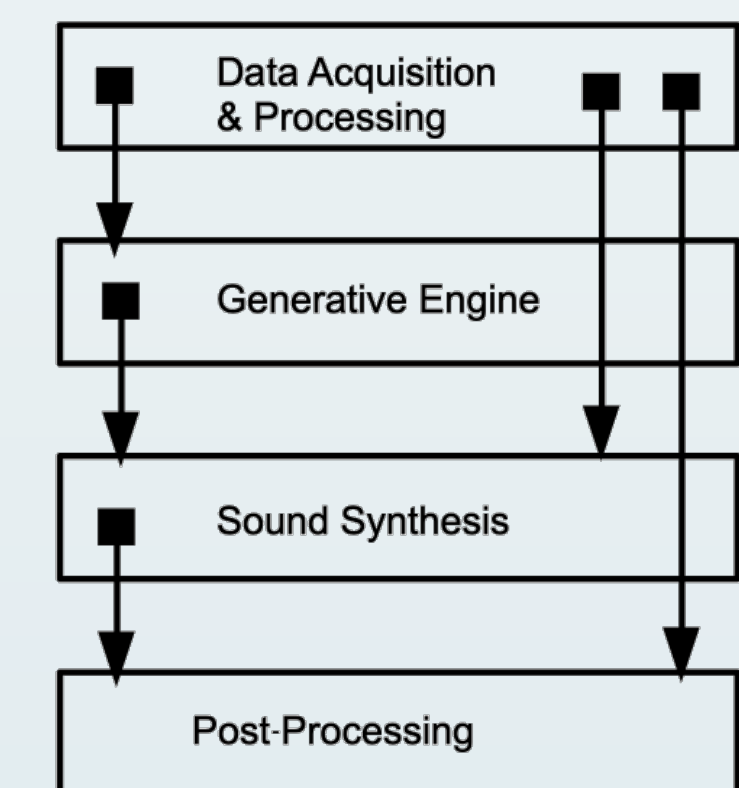 Data Acquisition
& Processing
Generative Engine
Sound Synthesis
Post-Processing